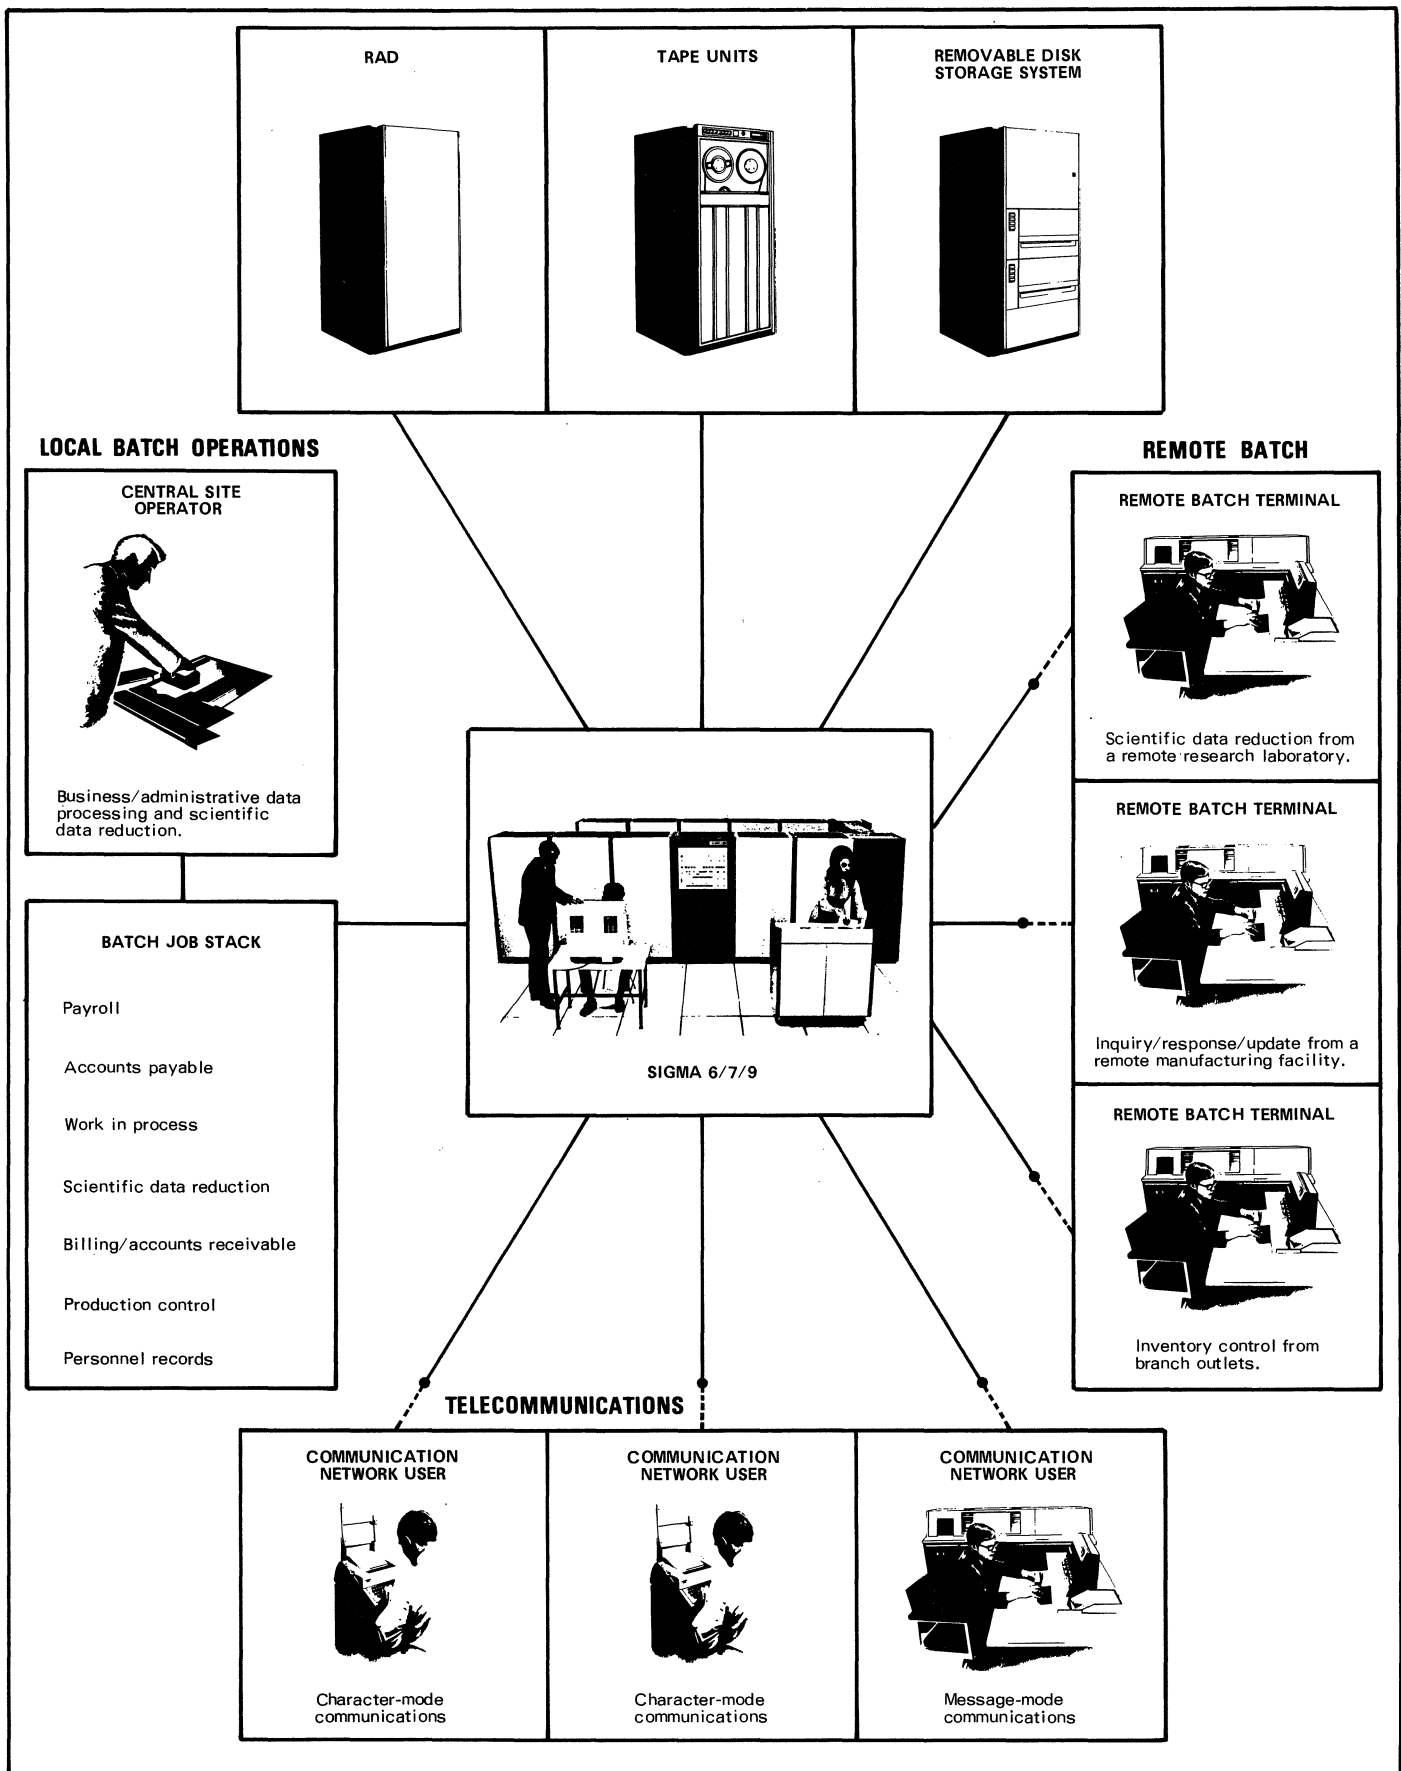 RAD
TAPE UNITS
REMOVABLE DISK
STORAGE SYSTEM
LOCAL BATCH OPERATIONS
CENTRAL SITE
OPERATOR
Business/administrative data
processing and scientific
data reduction.
BATCH JOB STACK
Payroll
Accounts payable
Work in process
Scientific data reduction
Billing/accounts receivable
Production control
Personnel records
SIGMA 6/7/9
REMOTE BATCH
REMOTE BATCH TERMINAL
Scientific data reduction from
a remote research laboratory.
REMOTE BATCH TERMINAL
Inquiry/response/update from a
remote manufacturing facility.
REMOTE BATCH TERMINAL
Inventory control from
branch outlets.
TELECOMMUNICATIONS
COMMUNICATION
NETWORK USER
Character-mode
communications
COMMUNICATION
NETWORK USER
Character-mode
communications
COMMUNICATION
NETWORK USER
Message-mode
communications